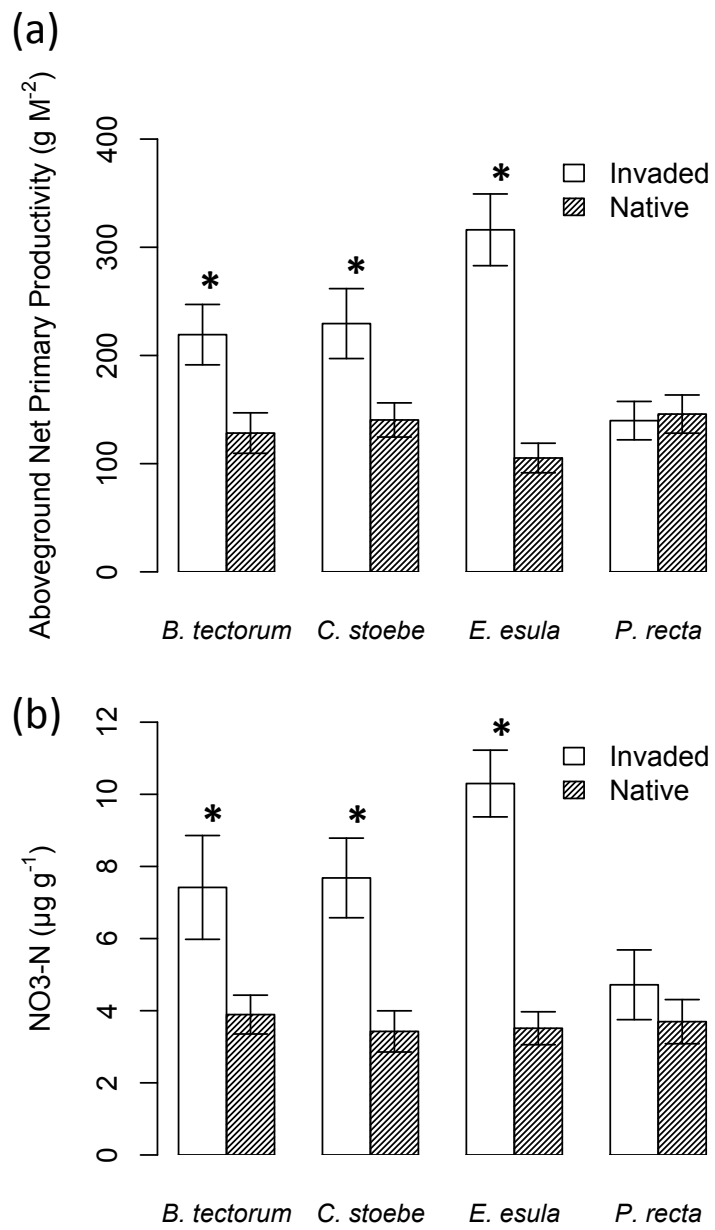 (a)
Aboveground Net Primary Productivity (g M-2)
400
300
200
100
0
*
*
*
Invaded
Native
B. tectorum
C. stoebe
E. esula
P. recta
(b)
NO3-N (µg g-1)
12
10
8
6
4
2
0
*
*
*
Invaded
Native
B. tectorum
C. stoebe
E. esula
P. recta